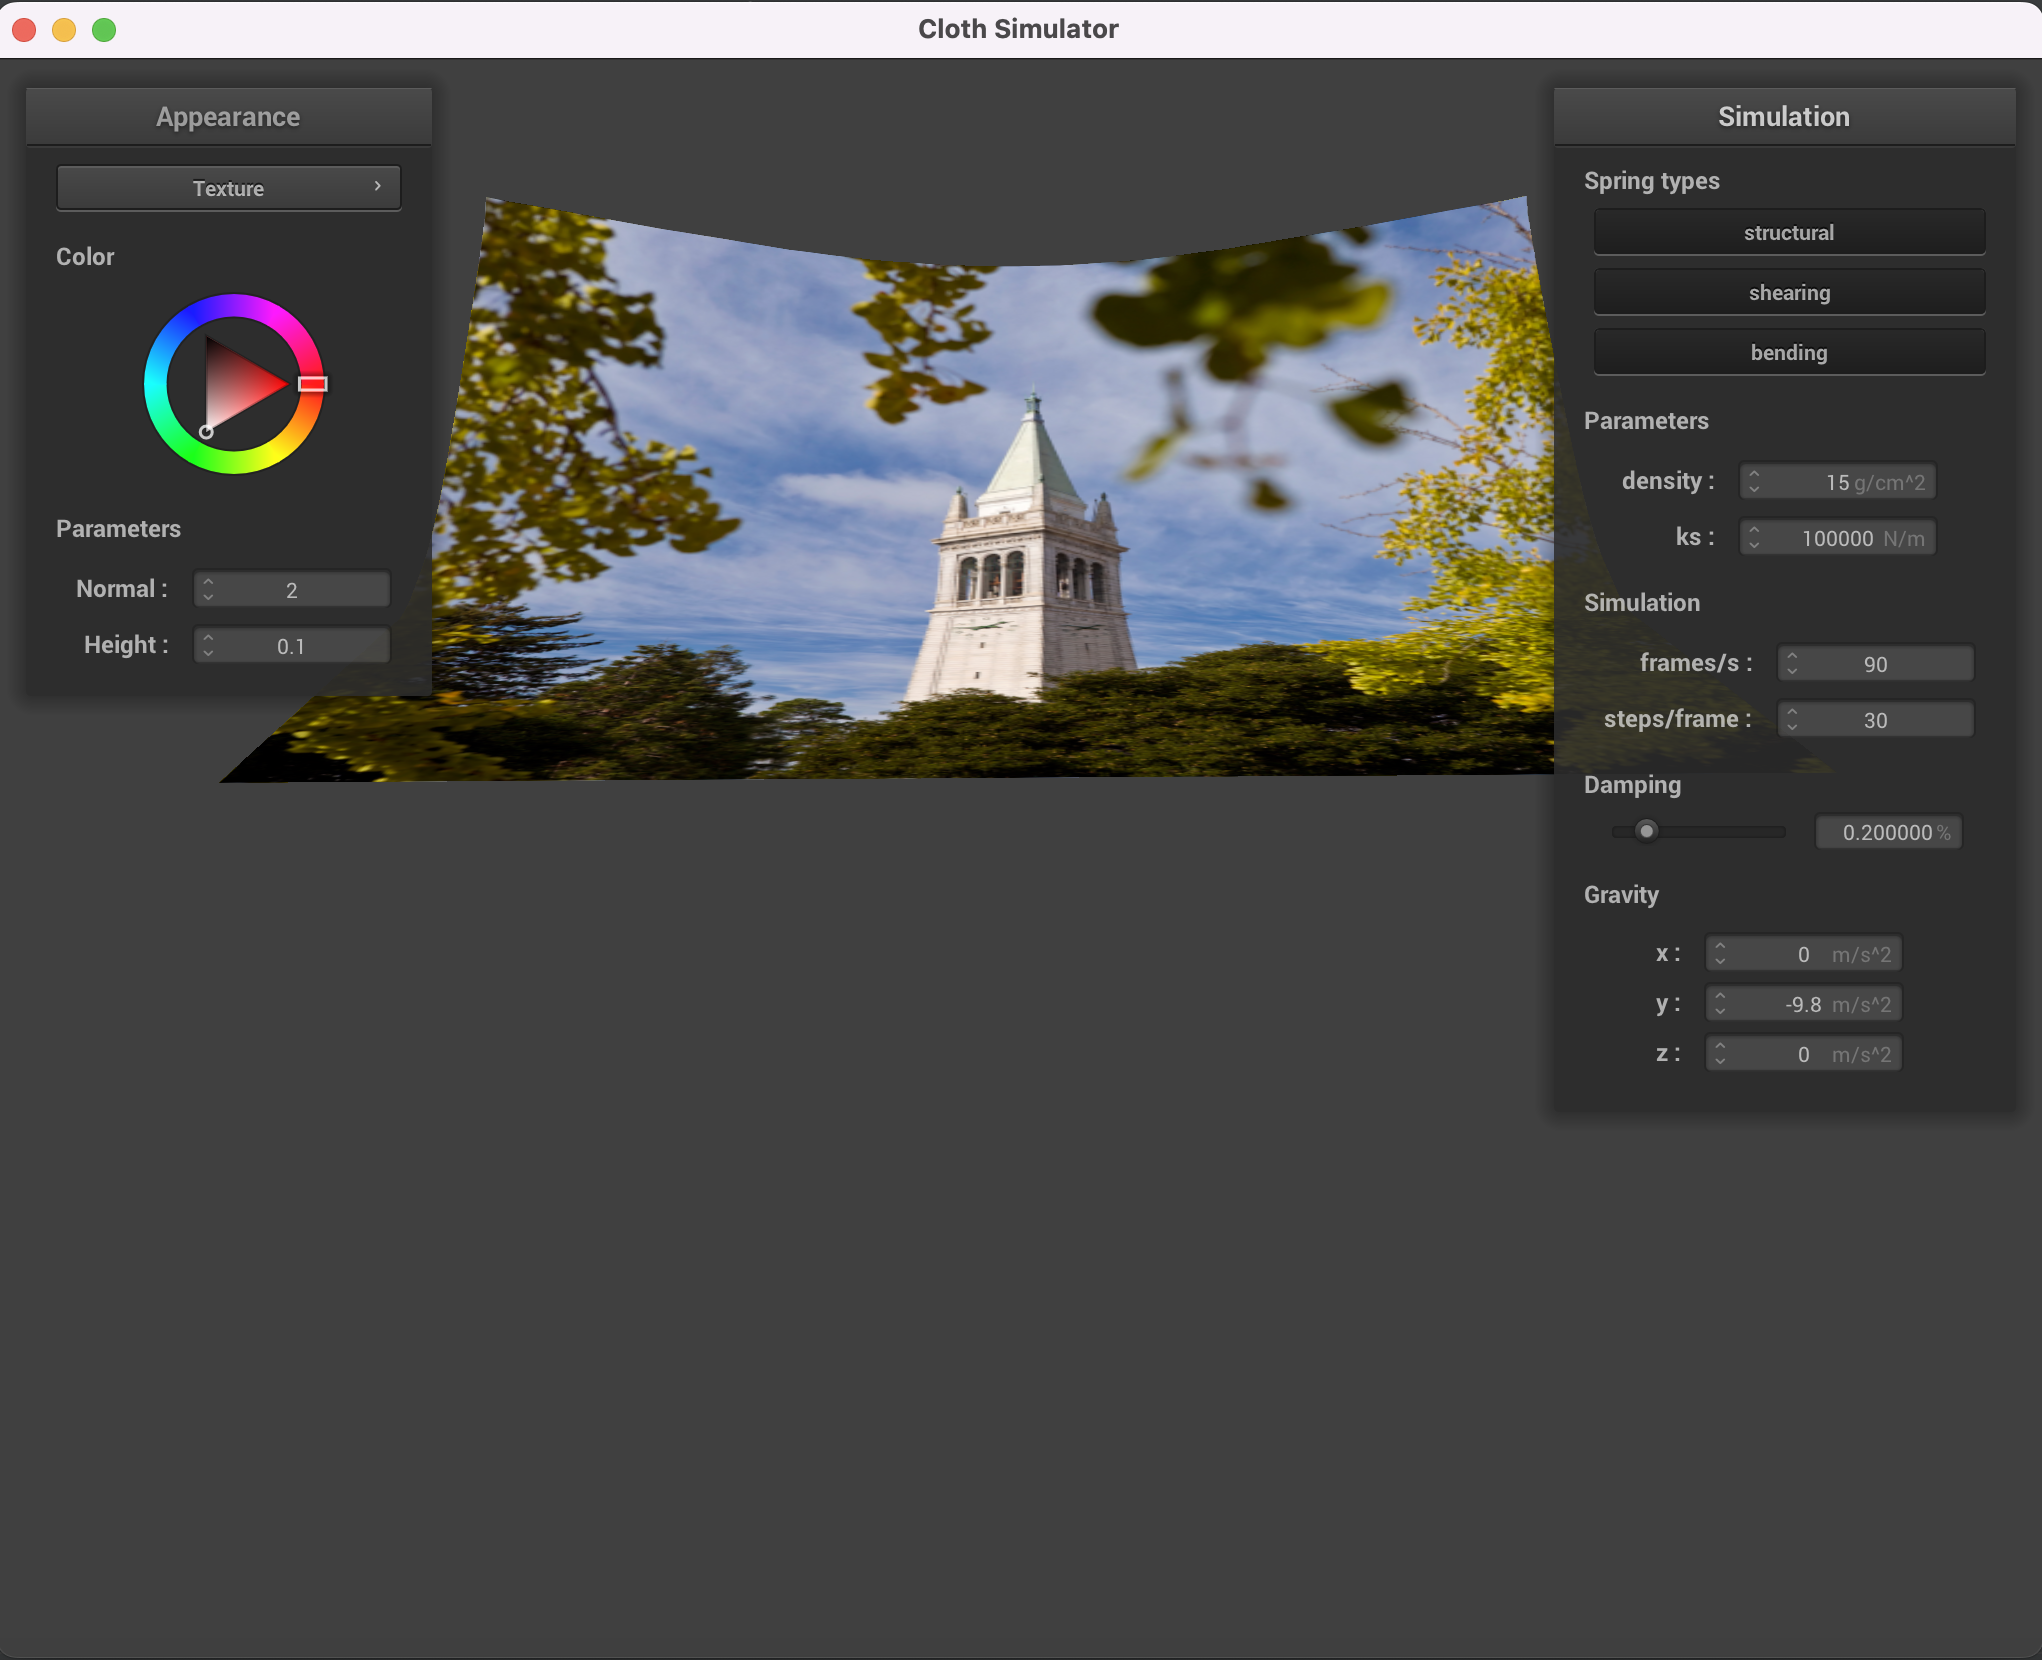 Cloth Simulator
Appearance
Texture
Color
Parameters
Normal : 2
Height : 0.1
Simulation
Spring types
structural
shearing
bending
Parameters
density : 15 g/cm^2
ks : 100000 N/m
Simulation
frames/s : 90
steps/frame : 30
Damping
0.200000 %
Gravity
x : 0 m/s^2
y : -9.8 m/s^2
z : 0 m/s^2